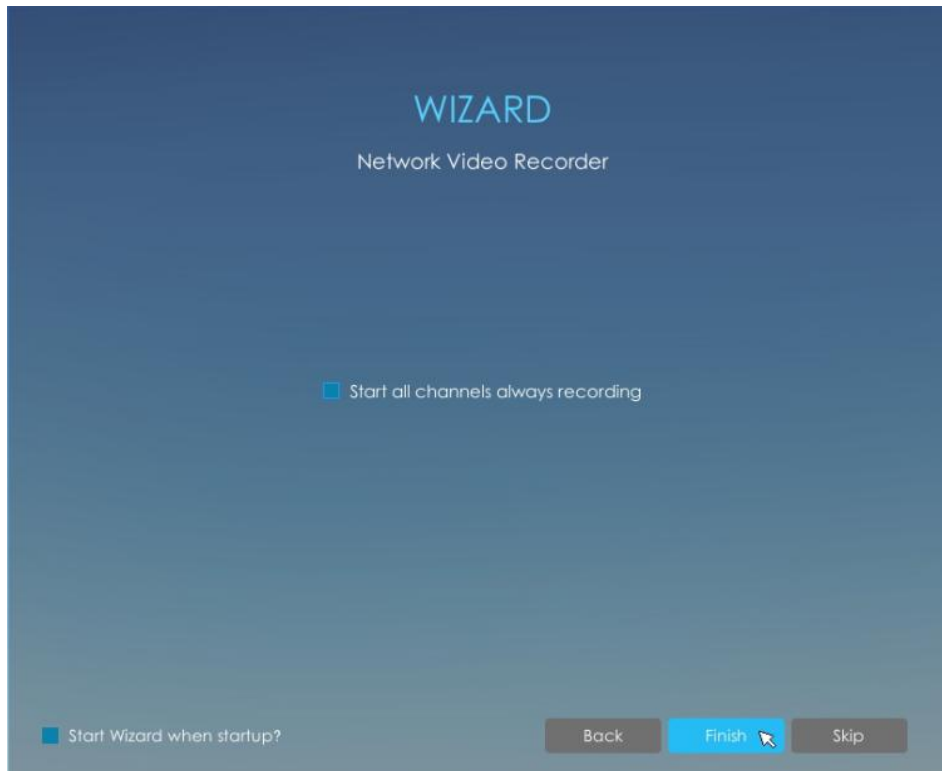 WIZARD
Network Video Recorder
Start all channels always recording
Start Wizard when startup?
Back
Finish
Skip